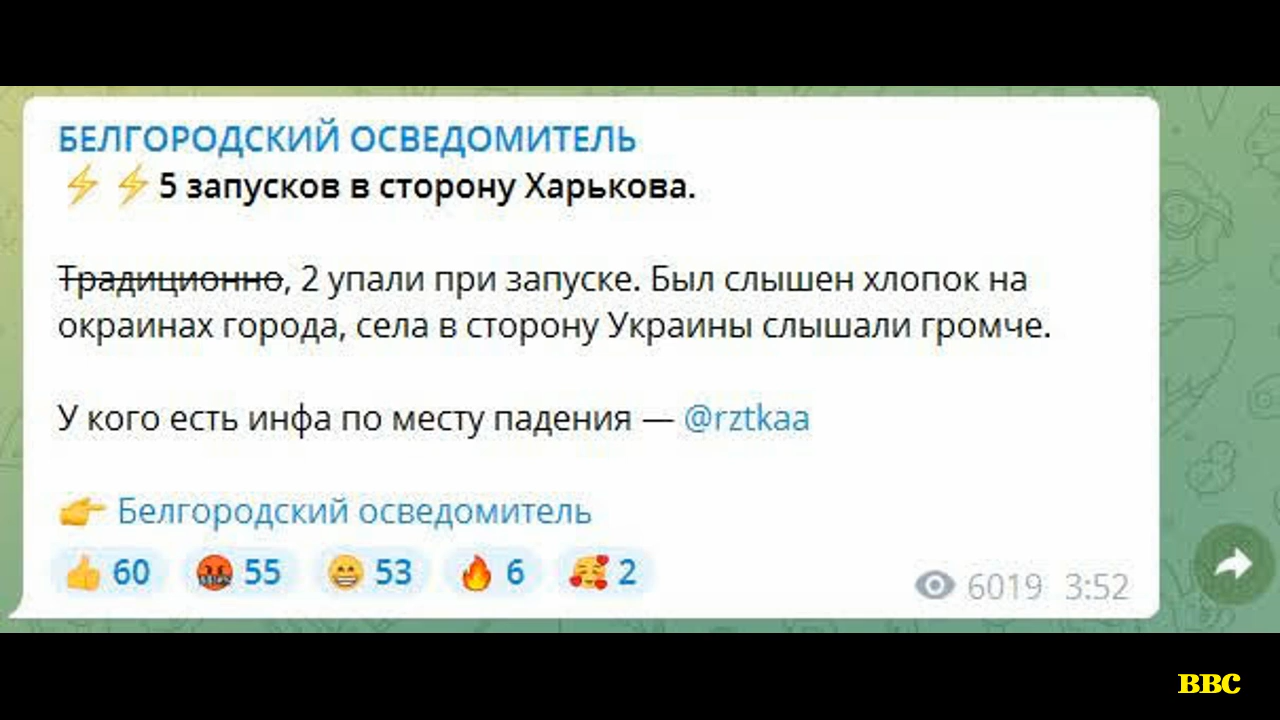 БЕЛГОРОДСКИЙ ОСВЕДОМИТЕЛЬ
⚡⚡5 запусков в сторону Харькова.
Традиционно, 2 упали при запуске. Был слышен хлопок на
окраинах города, села в сторону Украины слышали громче.
У кого есть инфа по месту падения — @rztkaa
👉 Белгородский осведомитель
👍 60 🤬 55 😁 53 🔥 6 🥰 2
6019 3:52
BBC